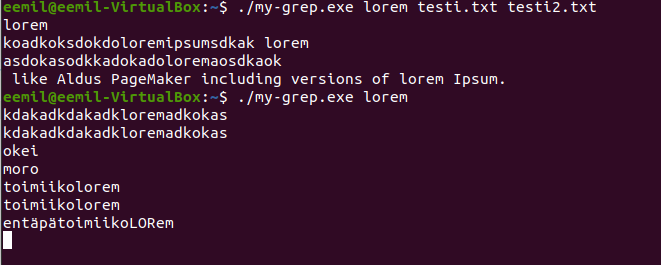 eemil@eemil-VirtualBox:~$ ./my-grep.exe lorem testi.txt testi2.txt
lorem
koadkoksdokdoloremipsumsdkak lorem
asdokasodkkadokadoloremaosdkaok
 like Aldus PageMaker including versions of lorem Ipsum.
eemil@eemil-VirtualBox:~$ ./my-grep.exe lorem
kdakadkdakadkloremadkokas
kdakadkdakadkloremadkokas
okei
moro
toimiikolorem
toimiikolorem
entäpätoimiikoLORem